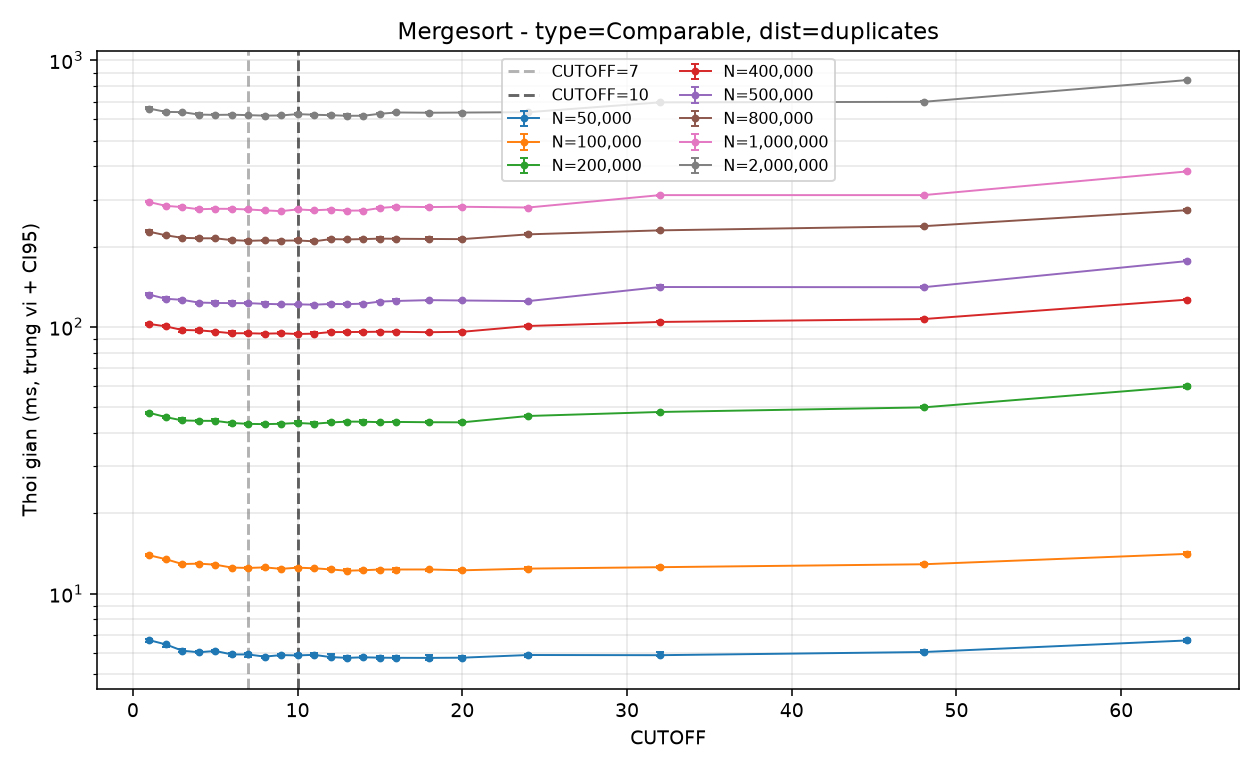 Mergesort - type=Comparable, dist=duplicates
CUTOFF=7
CUTOFF=10
N=50,000
N=100,000
N=200,000
N=400,000
N=500,000
N=800,000
N=1,000,000
N=2,000,000
Thoi gian (ms, trung vi + CI95)
10³
10²
10¹
0 10 20 30 40 50 60
CUTOFF